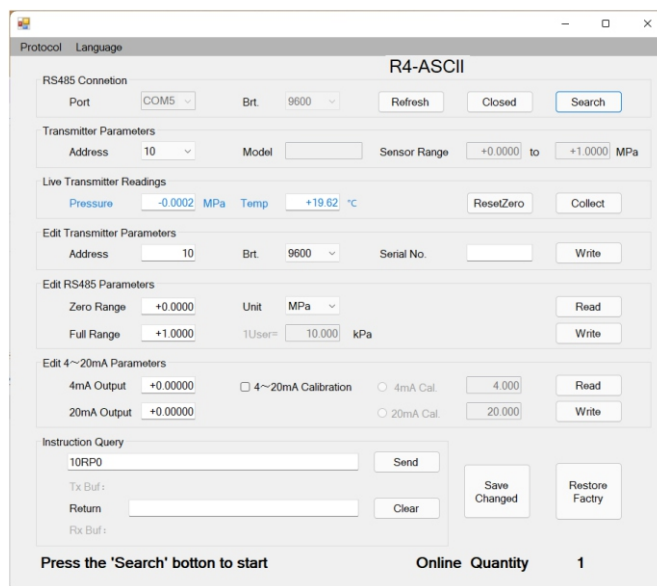 Protocol Language
R4-ASCII
RS485 Connetion
Port COM5 Brt. 9600 Refresh Closed Search
Transmitter Parameters
Address 10 Model Sensor Range +0.0000 to +1.0000 MPa
Live Transmitter Readings
Pressure -0.0002 MPa Temp +19.62 °C ResetZero Collect
Edit Transmitter Parameters
Address 10 Brt. 9600 Serial No. Write
Edit RS485 Parameters
Zero Range +0.0000 Unit MPa Read
Full Range +1.0000 1User= 10.000 kPa Write
Edit 4～20mA Parameters
4mA Output +0.00000 4～20mA Calibration 4mA Cal. 4.000 Read
20mA Output +0.00000 20mA Cal. 20.000 Write
Instruction Query
10RP0 Send
Tx Buf:
Return Clear
Rx Buf:
Save Changed
Restore Factry
Press the 'Search' botton to start Online Quantity 1